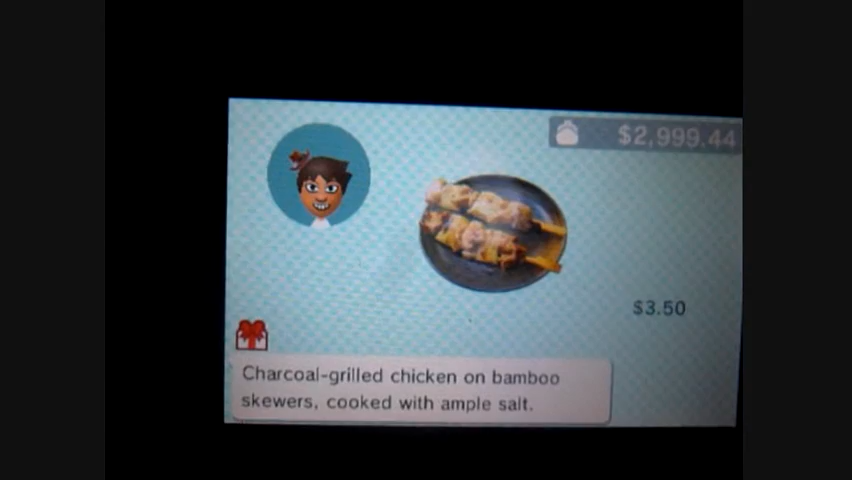 $2,999.44
$3.50
Charcoal-grilled chicken on bamboo
skewers, cooked with ample salt.